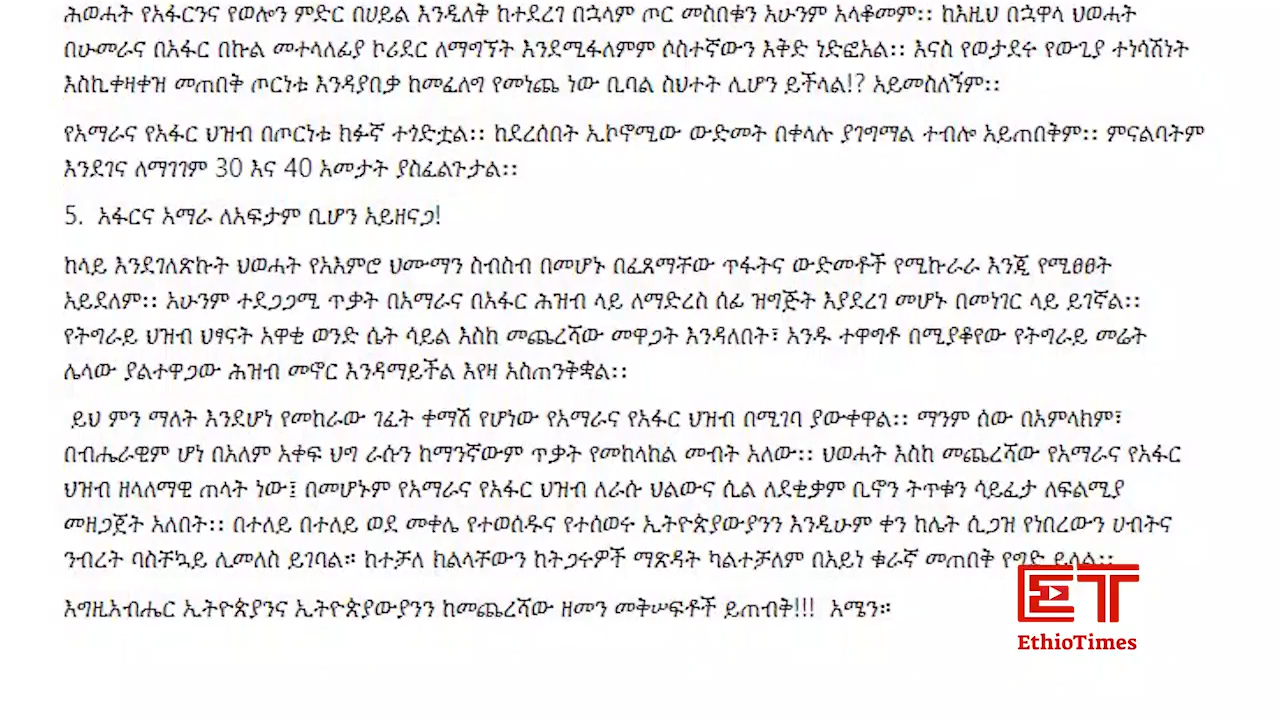 ሕወሓት የአፋርንና የወሎን ምድር በሀይል እንዲለቅ ከተደረገ በኋላም ጦር መስበቁን አሁንም አላቆመም፡፡ ከእዚህ በኋዋላ ህወሓት
በሁመራና በአፋር በኩል መተላለፊያ ኮሪደር ለማግኘት እንደሚፋለምም ሶስተኛውን እቅድ ነድፎአል፡፡ እናስ የወታደሩ የውጊያ ተነሳሽነት
እስኪቀዛቀዝ መጠበቅ ጦርነቱ እንዳያበቃ ከመፈለግ የመነጨ ነው ቢባል ስህተት ሊሆን ይችላል!? አይመስለኝም፡፡
የአማራና የአፋር ህዝብ በጦርነቱ ክፉኛ ተጎድቷል፡፡ ከደረሰበት ኢኮኖሚው ውድመት በቀላሉ ያገግማል ተብሎ አይጠበቅም፡፡ ምናልባትም
እንደገና ለማገገም 30 እና 40 አመታት ያስፈልጉታል፡፡
5. አፋርና አማራ ለአፍታም ቢሆን አይዘናጋ!
ከላይ እንደገለጽኩት ህወሓት የአእምሮ ህሙማን ስብስብ በመሆኑ በፈጸማቸው ጥፋትና ውድመቶች የሚኩራራ እንጂ የሚፀፀት
አይደለም፡፡ አሁንም ተደጋጋሚ ጥቃት በአማራና በአፋር ሕዝብ ላይ ለማድረስ ሰፊ ዝግጅት እያደረገ መሆኑ በመነገር ላይ ይገኛል፡፡
የትግራይ ህዝብ ህፃናት አዋቂ ወንድ ሴት ሳይል እስከ መጨረሻው መዋጋት እንዳለበት፣ አንዱ ተዋግቶ በሚያቆየው የትግራይ መሬት
ሌላው ያልተዋጋው ሕዝብ መኖር እንዳማይችል እየዛ አስጠንቅቋል፡፡
ይህ ምን ማለት እንደሆነ የመከራው ገፈት ቀማሽ የሆነው የአማራና የአፋር ህዝብ በሚገባ ያውቀዋል፡፡ ማንም ሰው በአምላክም፣
በብሔራዊም ሆነ በአለም አቀፍ ህግ ራሱን ከማንኛውም ጥቃት የመከላከል መብት አለው፡፡ ህወሓት እስከ መጨረሻው የአማራና የአፋር
ህዝብ ዘላለማዊ ጠላት ነው፤ በመሆኑም የአማራና የአፋር ህዝብ ለራሱ ህልውና ሲል ለደቂቃም ቢኖን ትጥቁን ሳይፈታ ለፍልሚያ
መዘጋጀት አለበት፡፡ በተለይ በተለይ ወደ መቀሌ የተወሰዱና የተሰወሩ ኢትዮጵያውያንን እንዲሁም ቀን ከሌት ሲጋዝ የነበረውን ሀብትና
ንብረት ባስቸኳይ ሊመለስ ይገባል። ከተቻለ ክልላቸውን ከትጋሩዎች ማጽዳት ካልተቻለም በአይነ ቁራኛ መጠበቅ የግድ ይላል፡፡
እግዚአብሔር ኢትዮጵያንና ኢትዮጵያውያንን ከመጨረሻው ዘመን መቅሠፍቶች ይጠብቅ!!! አሜን።
ET
EthioTimes